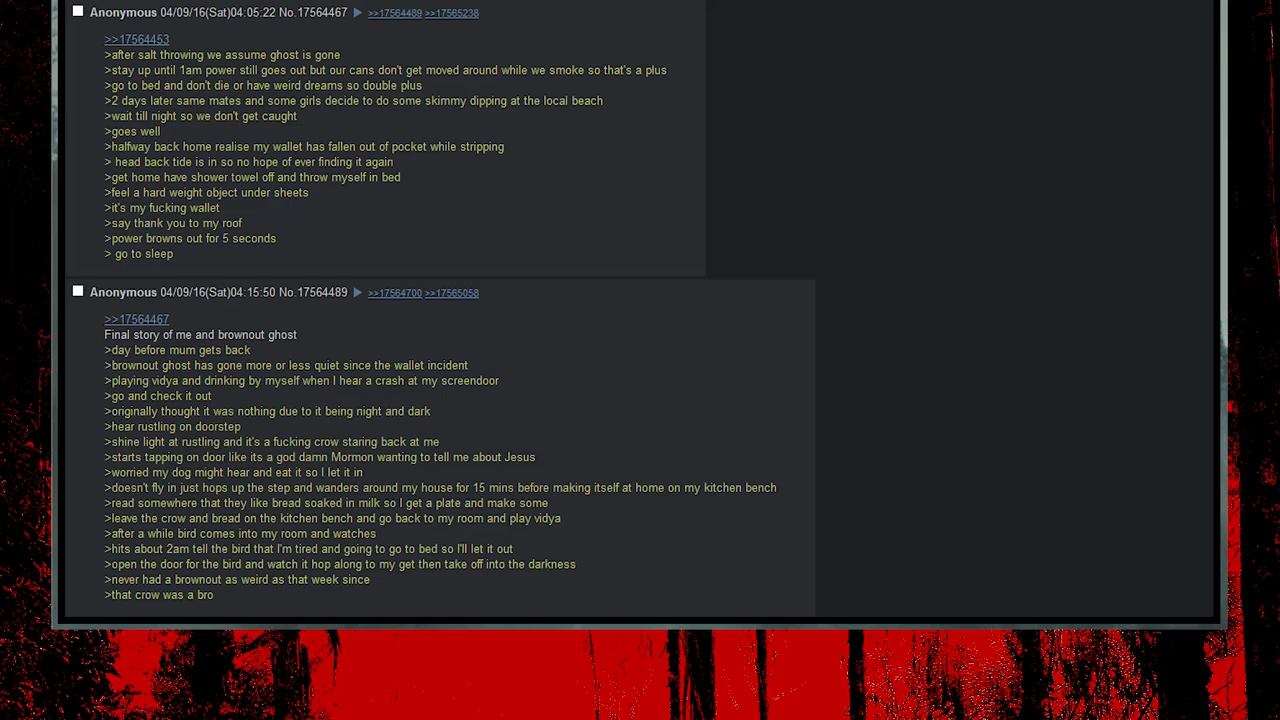 Anonymous 04/09/16(Sat)04:05:22 No.17564467 ▶ >>17564489 >>17565238
>>17564453
>after salt throwing we assume ghost is gone
>stay up until 1am power still goes out but our cans don't get moved around while we smoke so that's a plus
>go to bed and don't die or have weird dreams so double plus
>2 days later same mates and some girls decide to do some skimmy dipping at the local beach
>wait till night so we don't get caught
>goes well
>halfway back home realise my wallet has fallen out of pocket while stripping
> head back tide is in so no hope of ever finding it again
>get home have shower towel off and throw myself in bed
>feel a hard weight object under sheets
>it's my fucking wallet
>say thank you to my roof
>power browns out for 5 seconds
> go to sleep
Anonymous 04/09/16(Sat)04:15:50 No.17564489 ▶ >>17564700 >>17565058
>>17564467
Final story of me and brownout ghost
>day before mum gets back
>brownout ghost has gone more or less quiet since the wallet incident
>playing vidya and drinking by myself when I hear a crash at my screendoor
>go and check it out
>originally thought it was nothing due to it being night and dark
>hear rustling on doorstep
>shine light at rustling and it's a fucking crow staring back at me
>starts tapping on door like its a god damn Mormon wanting to tell me about Jesus
>worried my dog might hear and eat it so I let it in
>doesn't fly in just hops up the step and wanders around my house for 15 mins before making itself at home on my kitchen bench
>read somewhere that they like bread soaked in milk so I get a plate and make some
>leave the crow and bread on the kitchen bench and go back to my room and play vidya
>after a while bird comes into my room and watches
>hits about 2am tell the bird that I'm tired and going to go to bed so I'll let it out
>open the door for the bird and watch it hop along to my get then take off into the darkness
>never had a brownout as weird as that week since
>that crow was a bro